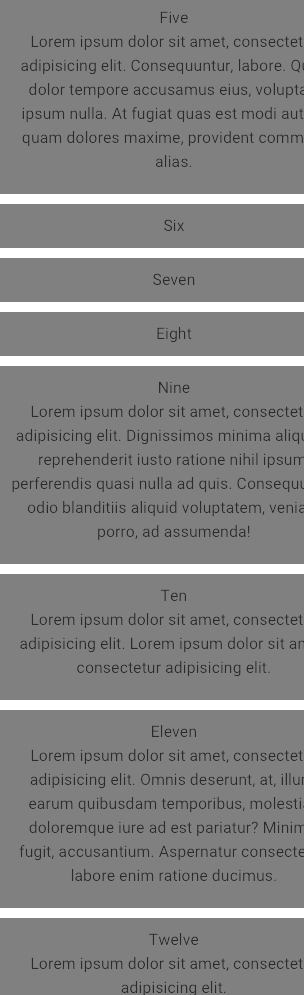 Five
Lorem ipsum dolor sit amet, consectet
adipisicing elit. Consequuntur, labore. Qu
dolor tempore accusamus eius, volupta
ipsum nulla. At fugiat quas est modi aut
quam dolores maxime, provident comm
alias.
Six
Seven
Eight
Nine
Lorem ipsum dolor sit amet, consectet
adipisicing elit. Dignissimos minima aliqu
reprehenderit iusto ratione nihil ipsum
perferendis quasi nulla ad quis. Consequu
odio blanditiis aliquid voluptatem, venia
porro, ad assumenda!
Ten
Lorem ipsum dolor sit amet, consectet
adipisicing elit. Lorem ipsum dolor sit am
consectetur adipisicing elit.
Eleven
Lorem ipsum dolor sit amet, consectet
adipisicing elit. Omnis deserunt, at, illum
earum quibusdam temporibus, molestia
doloremque iure ad est pariatur? Minim
fugit, accusantium. Aspernatur consecte
labore enim ratione ducimus.
Twelve
Lorem ipsum dolor sit amet, consectet
adipisicing elit.